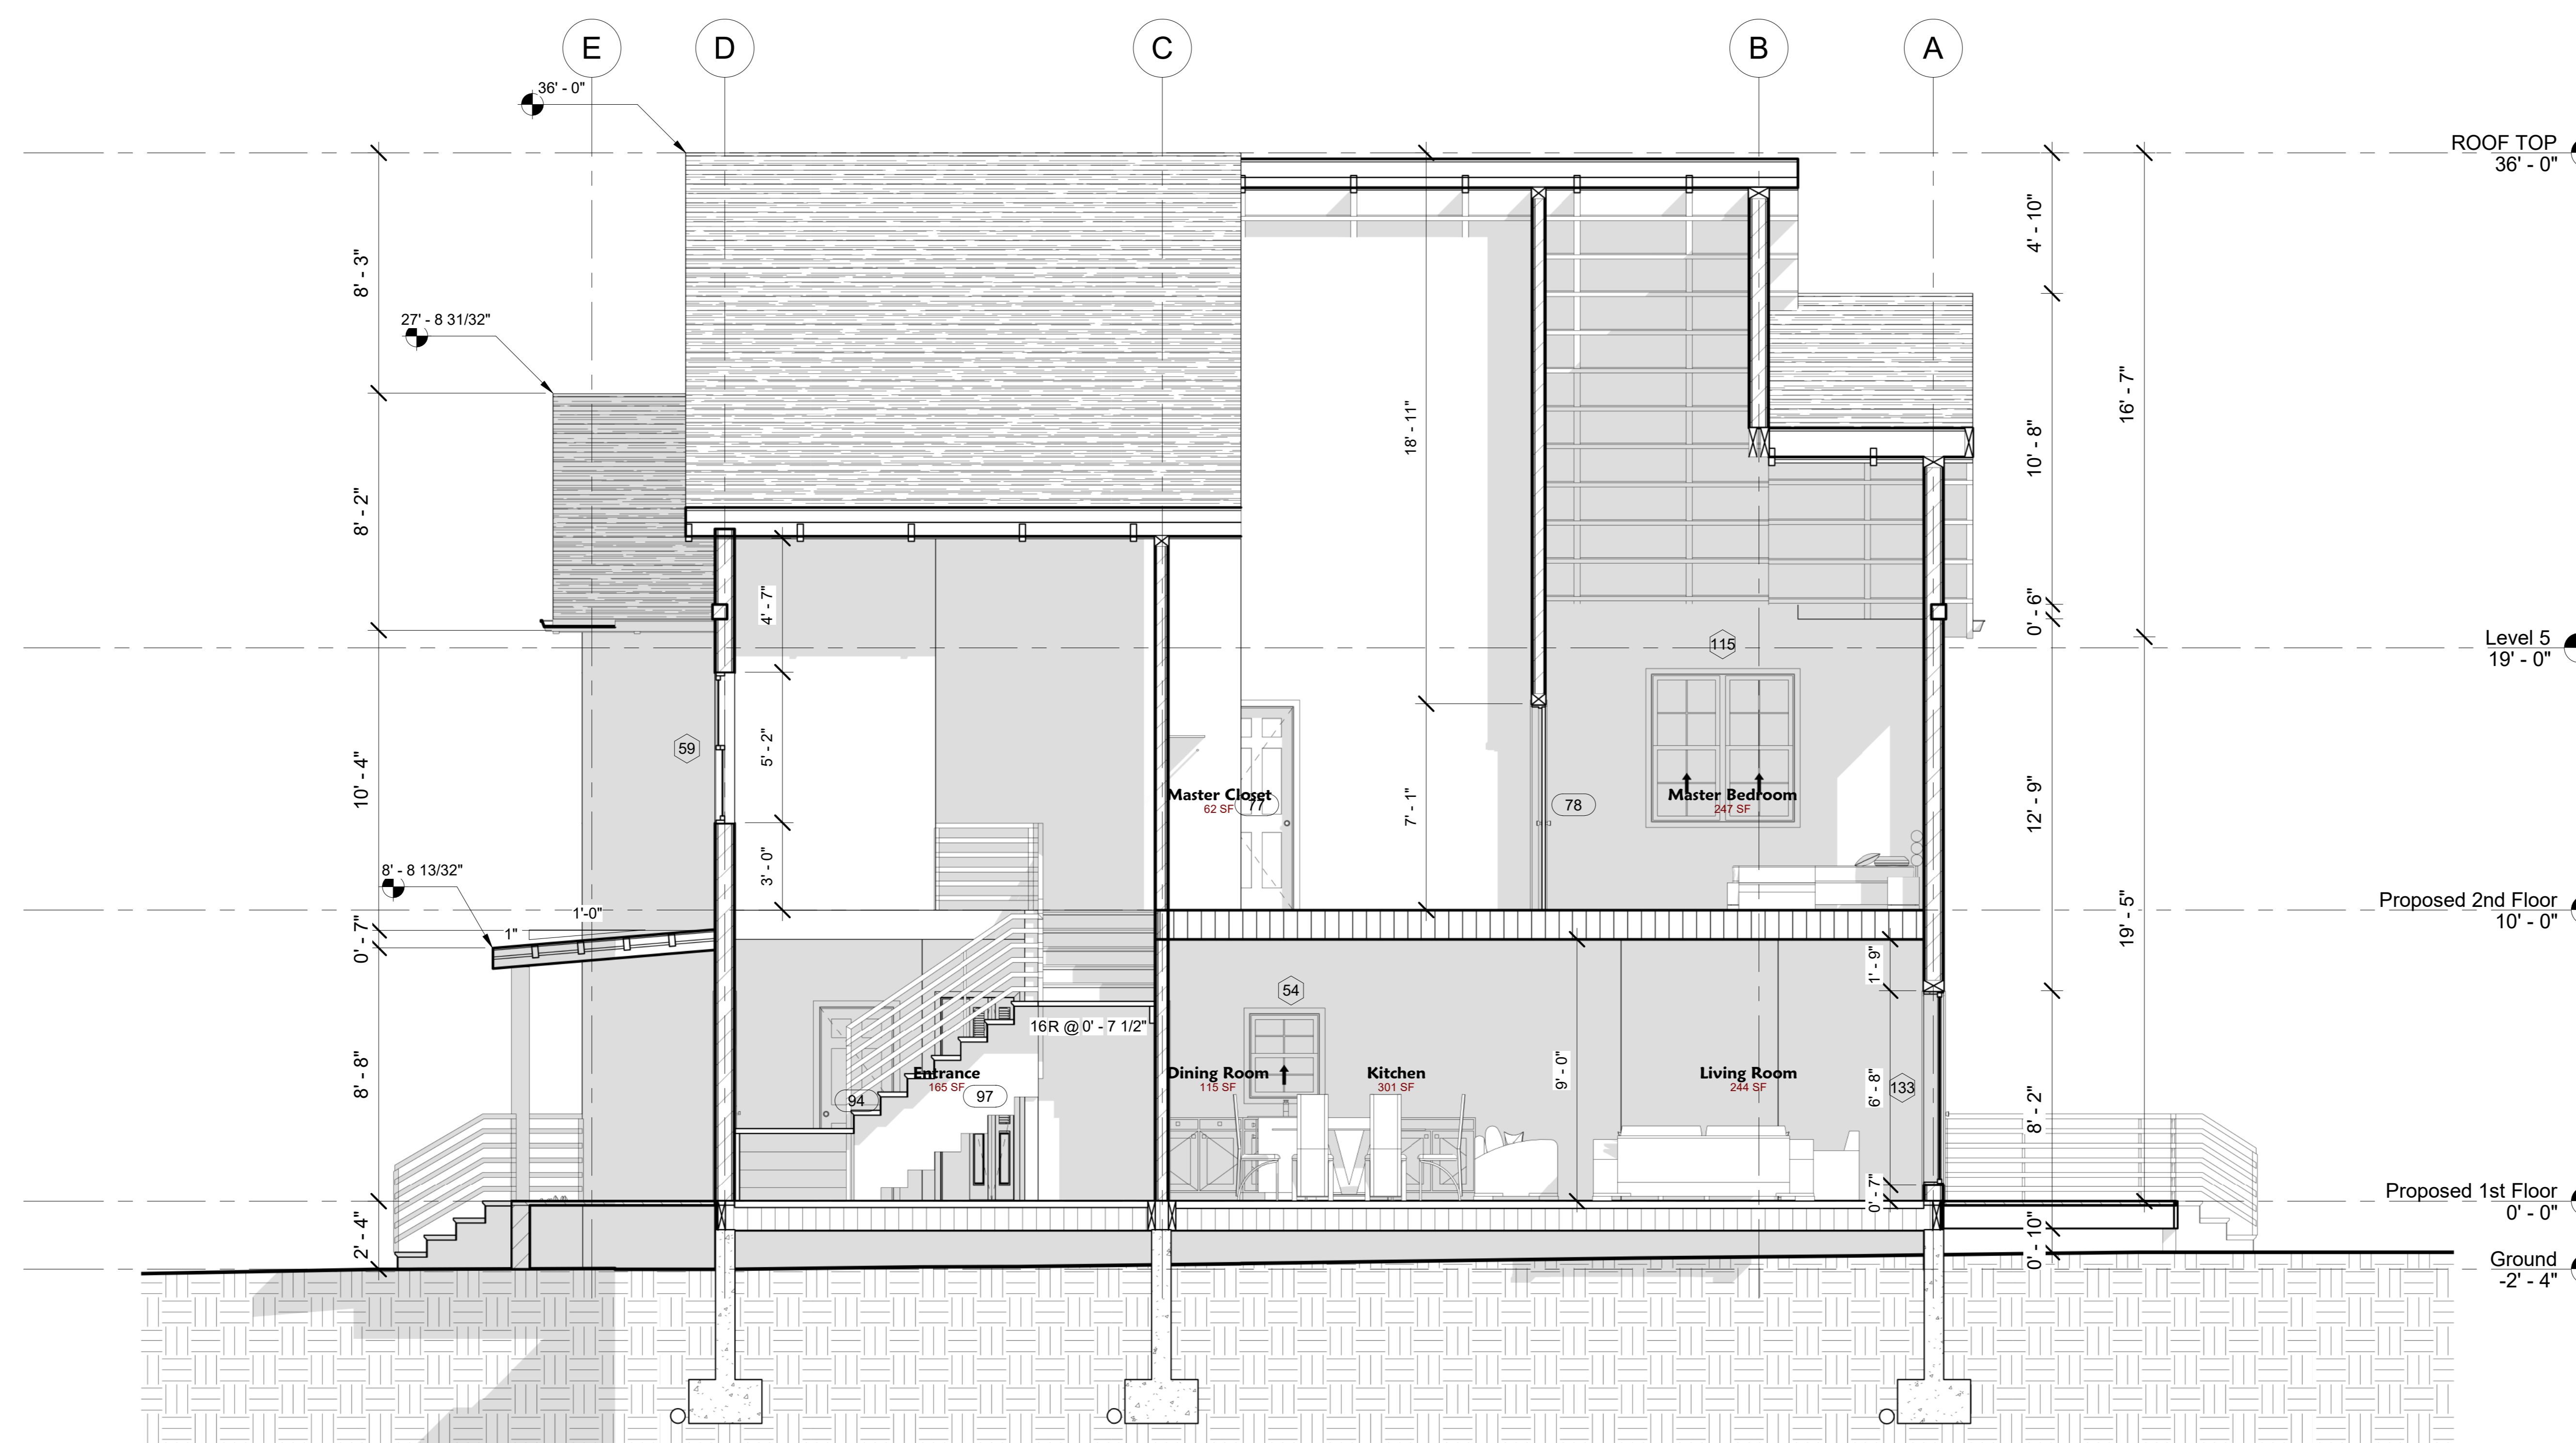 E
D
C
B
A
36' - 0"
ROOF TOP
36' - 0"
4' - 10"
8' - 3"
27' - 8 31/32"
16' - 7"
18' - 11"
10' - 8"
8' - 2"
4' - 7"
0' - 6"
115
Level 5
19' - 0"
59
5' - 2"
10' - 4"
Master Closet
62 SF
77
7' - 1"
78
Master Bedroom
247 SF
12' - 9"
8' - 8 13/32"
3' - 0"
Proposed 2nd Floor
10' - 0"
1'-0"
1"
0' - 7"
19' - 5"
1' - 9"
54
16R @ 0' - 7 1/2"
8' - 8"
Entrance
165 SF
94
97
Dining Room
115 SF
Kitchen
301 SF
9' - 0"
Living Room
244 SF
6' - 8"
133
8' - 2"
0' - 7"
Proposed 1st Floor
0' - 0"
2' - 4"
0' - 10"
Ground
-2' - 4"